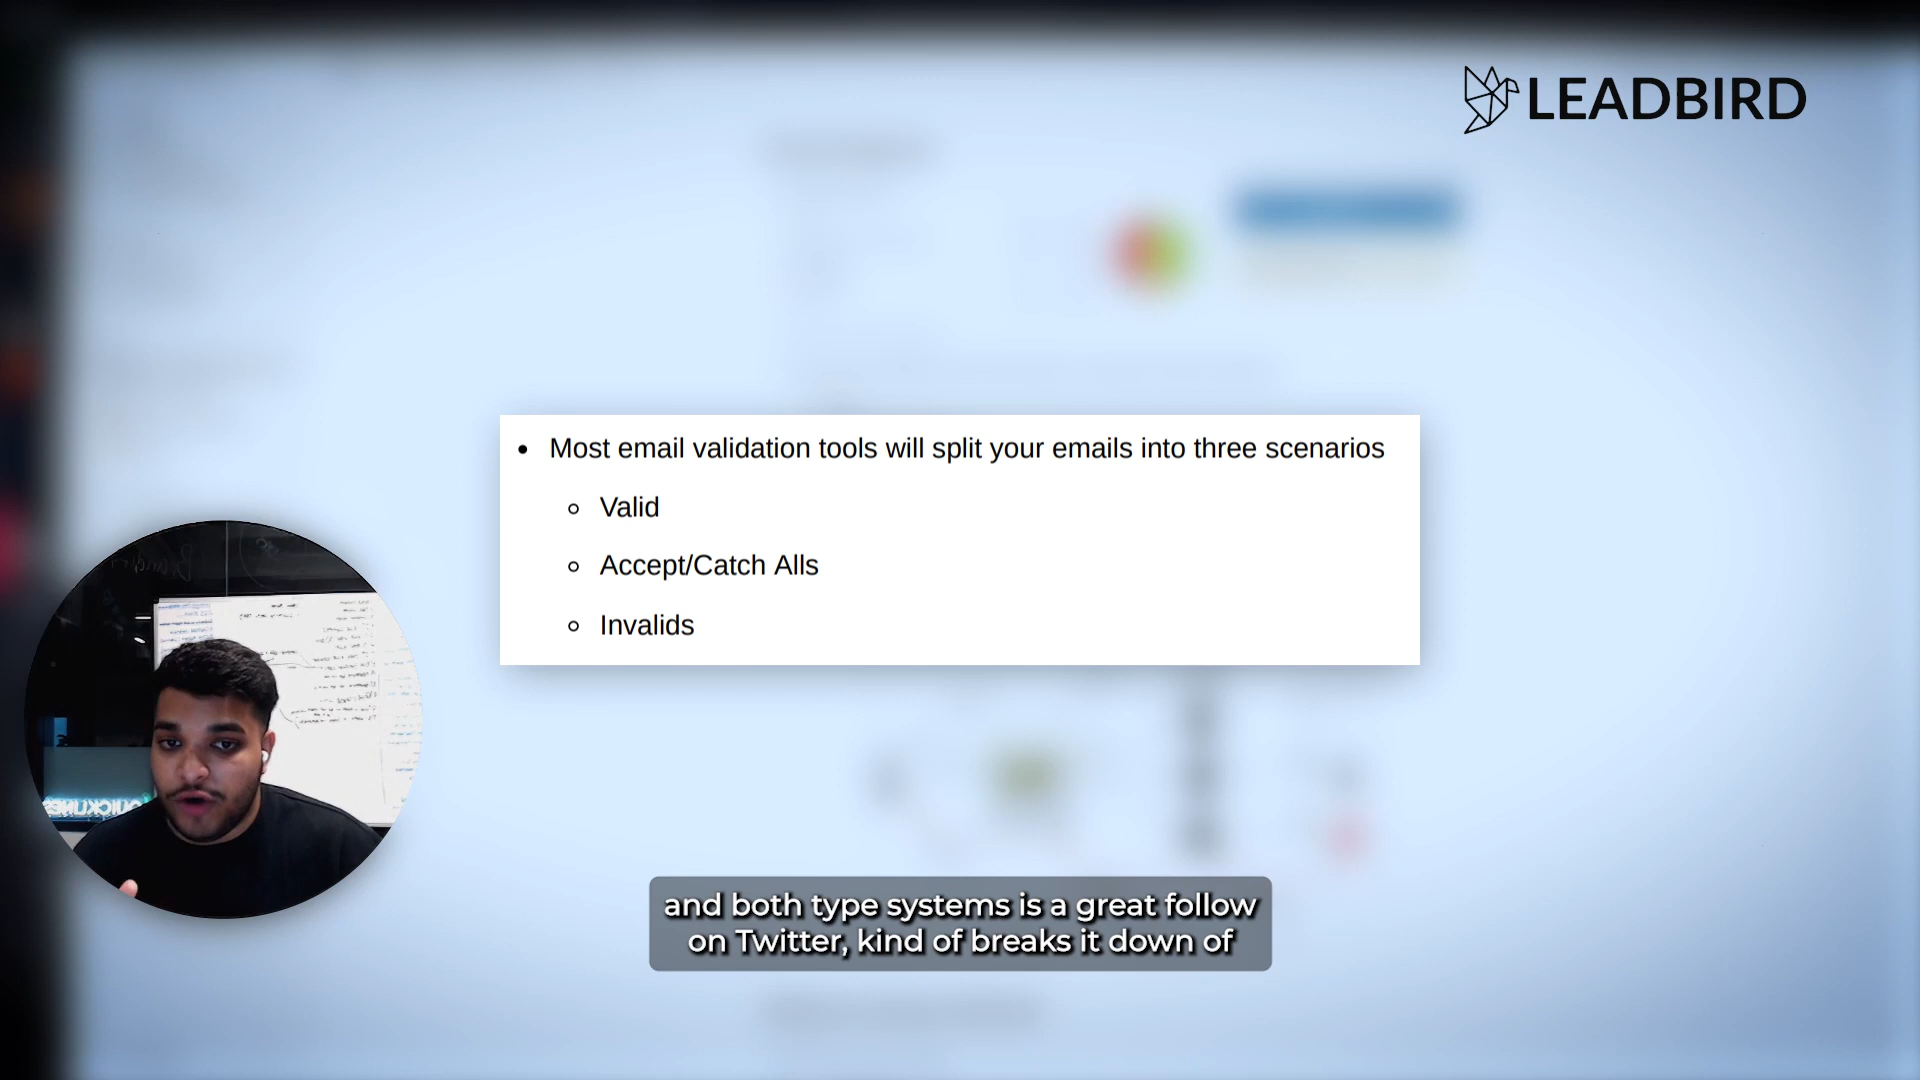 LEADBIRD
• Most email validation tools will split your emails into three scenarios
○ Valid
○ Accept/Catch Alls
○ Invalids
and both type systems is a great follow
on Twitter, kind of breaks it down of